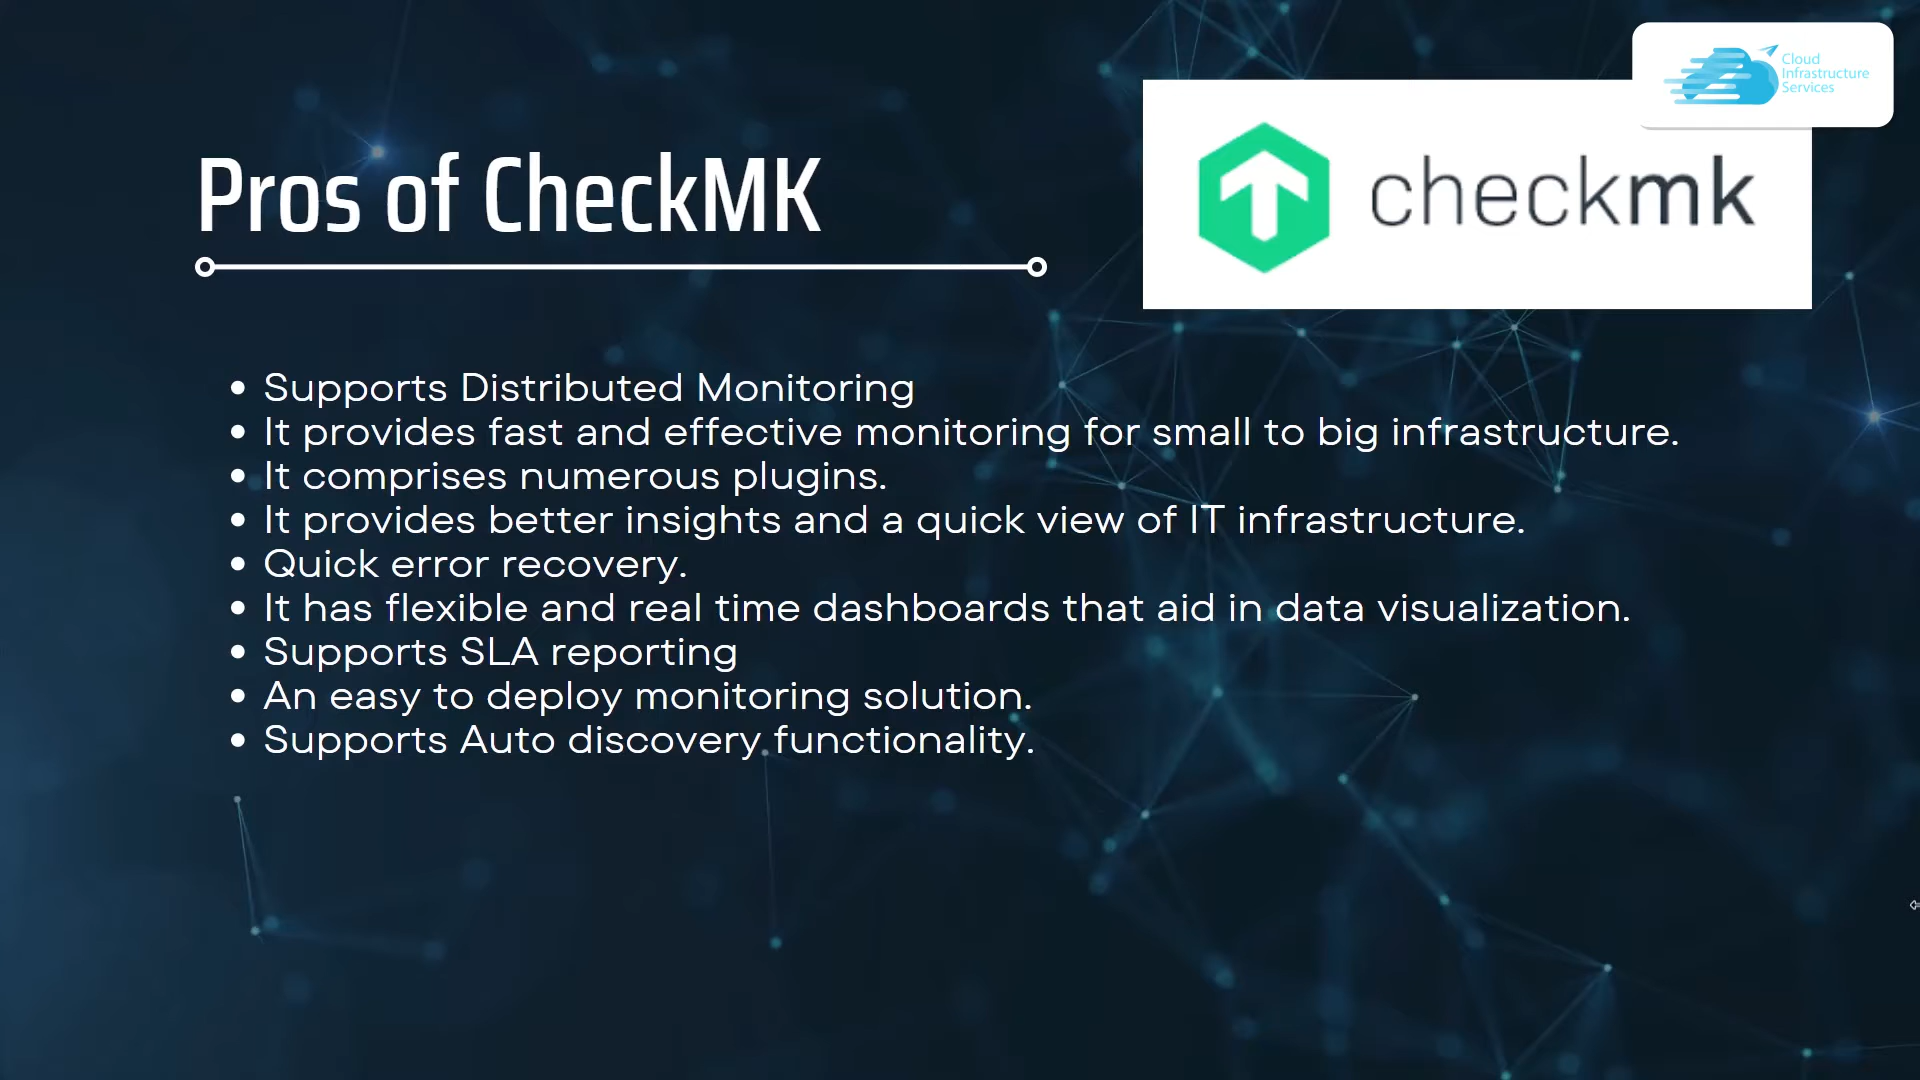 Cloud
Infrastructure
Services
checkmk
Pros of CheckMK
• Supports Distributed Monitoring
• It provides fast and effective monitoring for small to big infrastructure.
• It comprises numerous plugins.
• It provides better insights and a quick view of IT infrastructure.
• Quick error recovery.
• It has flexible and real time dashboards that aid in data visualization.
• Supports SLA reporting
• An easy to deploy monitoring solution.
• Supports Auto discovery functionality.